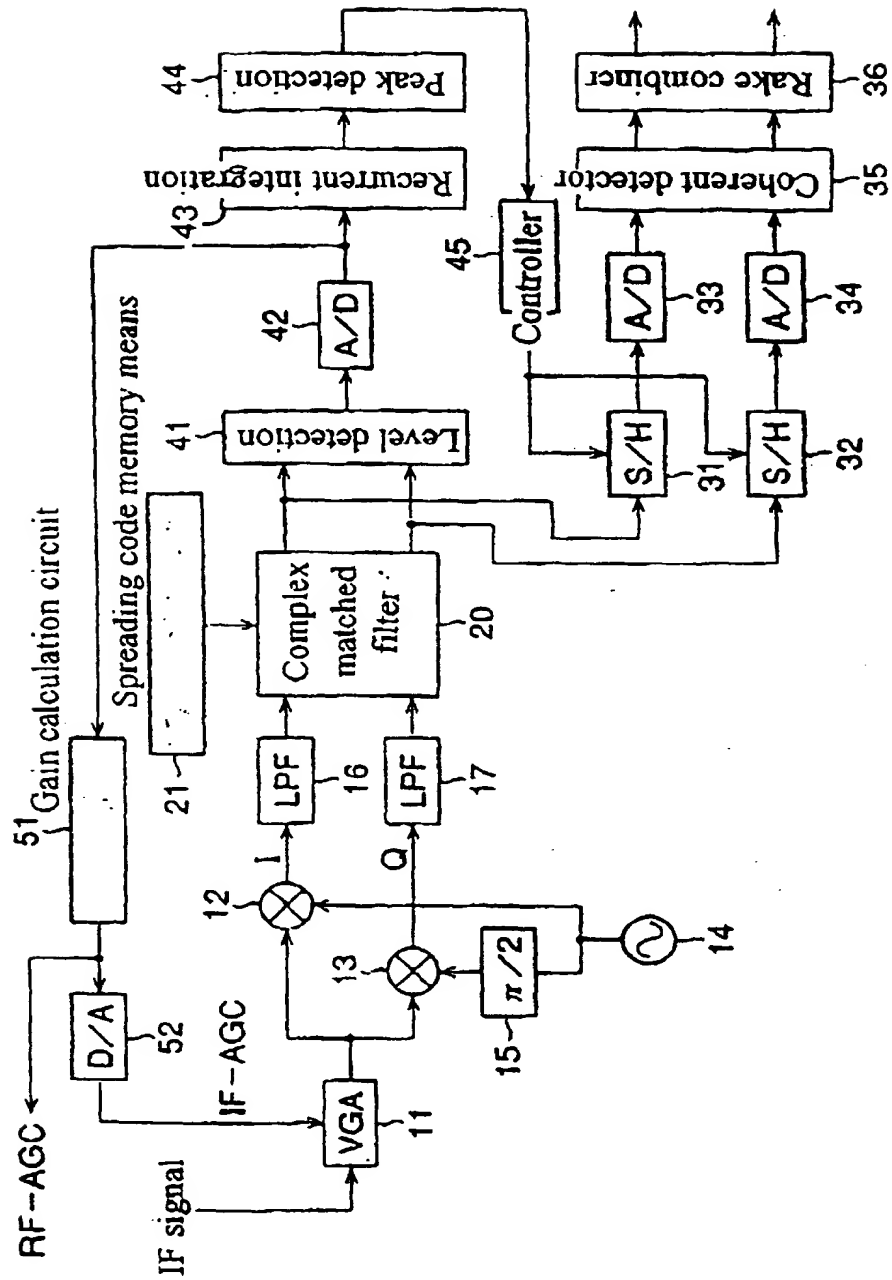 RF-AGC
D/A
52
51
Gain calculation circuit
IF-AGC
IF signal
VGA
11
12
I
13
Q
π/2
15
14
LPF
16
LPF
17
21
Spreading code memory means
Complex
matched
filter
20
41
Level detection
42
A/D
43
Recurrent integration
44
Peak detection
45
Controller
S/H
31
S/H
32
A/D
33
A/D
34
Coherent detector
35
Rake combiner
36